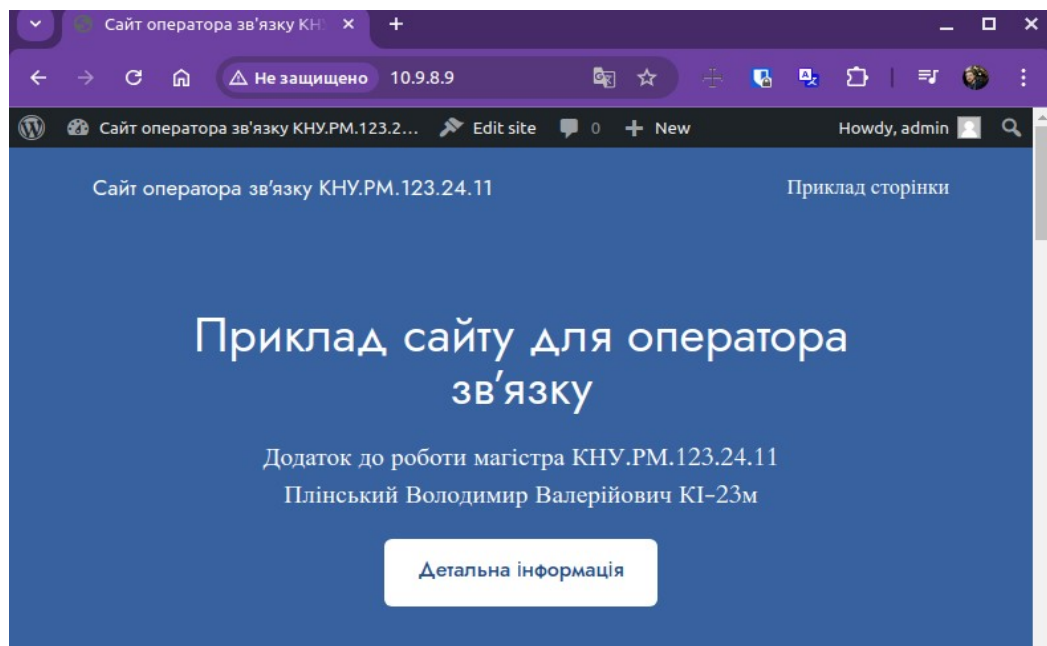 Сайт оператора зв'язку КН
Не защищено 10.9.8.9
Сайт оператора зв'язку КНУ.РМ.123.2... Edit site 0 + New Howdy, admin
Сайт оператора зв’язку КНУ.РМ.123.24.11 Приклад сторінки
Приклад сайту для оператора
зв’язку
Додаток до роботи магістра КНУ.РМ.123.24.11
Плінський Володимир Валерійович КІ-23м
Детальна інформація